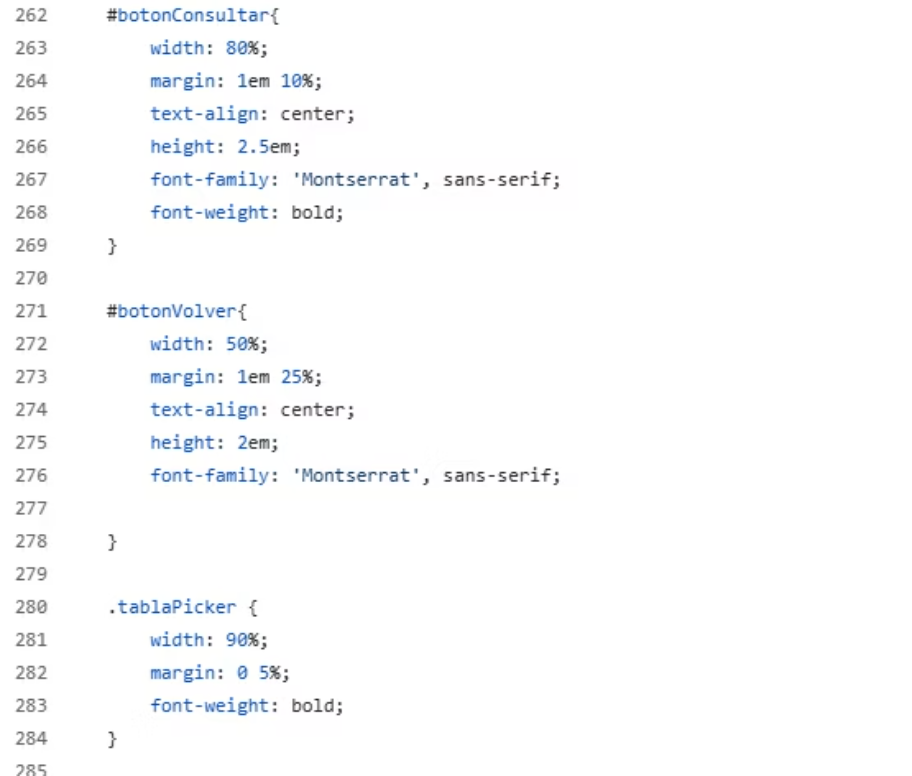 262 #botonConsultar{
263 width: 80%;
264 margin: 1em 10%;
265 text-align: center;
266 height: 2.5em;
267 font-family: 'Montserrat', sans-serif;
268 font-weight: bold;
269 }
270
271 #botonVolver{
272 width: 50%;
273 margin: 1em 25%;
274 text-align: center;
275 height: 2em;
276 font-family: 'Montserrat', sans-serif;
277
278 }
279
280 .tablaPicker {
281 width: 90%;
282 margin: 0 5%;
283 font-weight: bold;
284 }
285